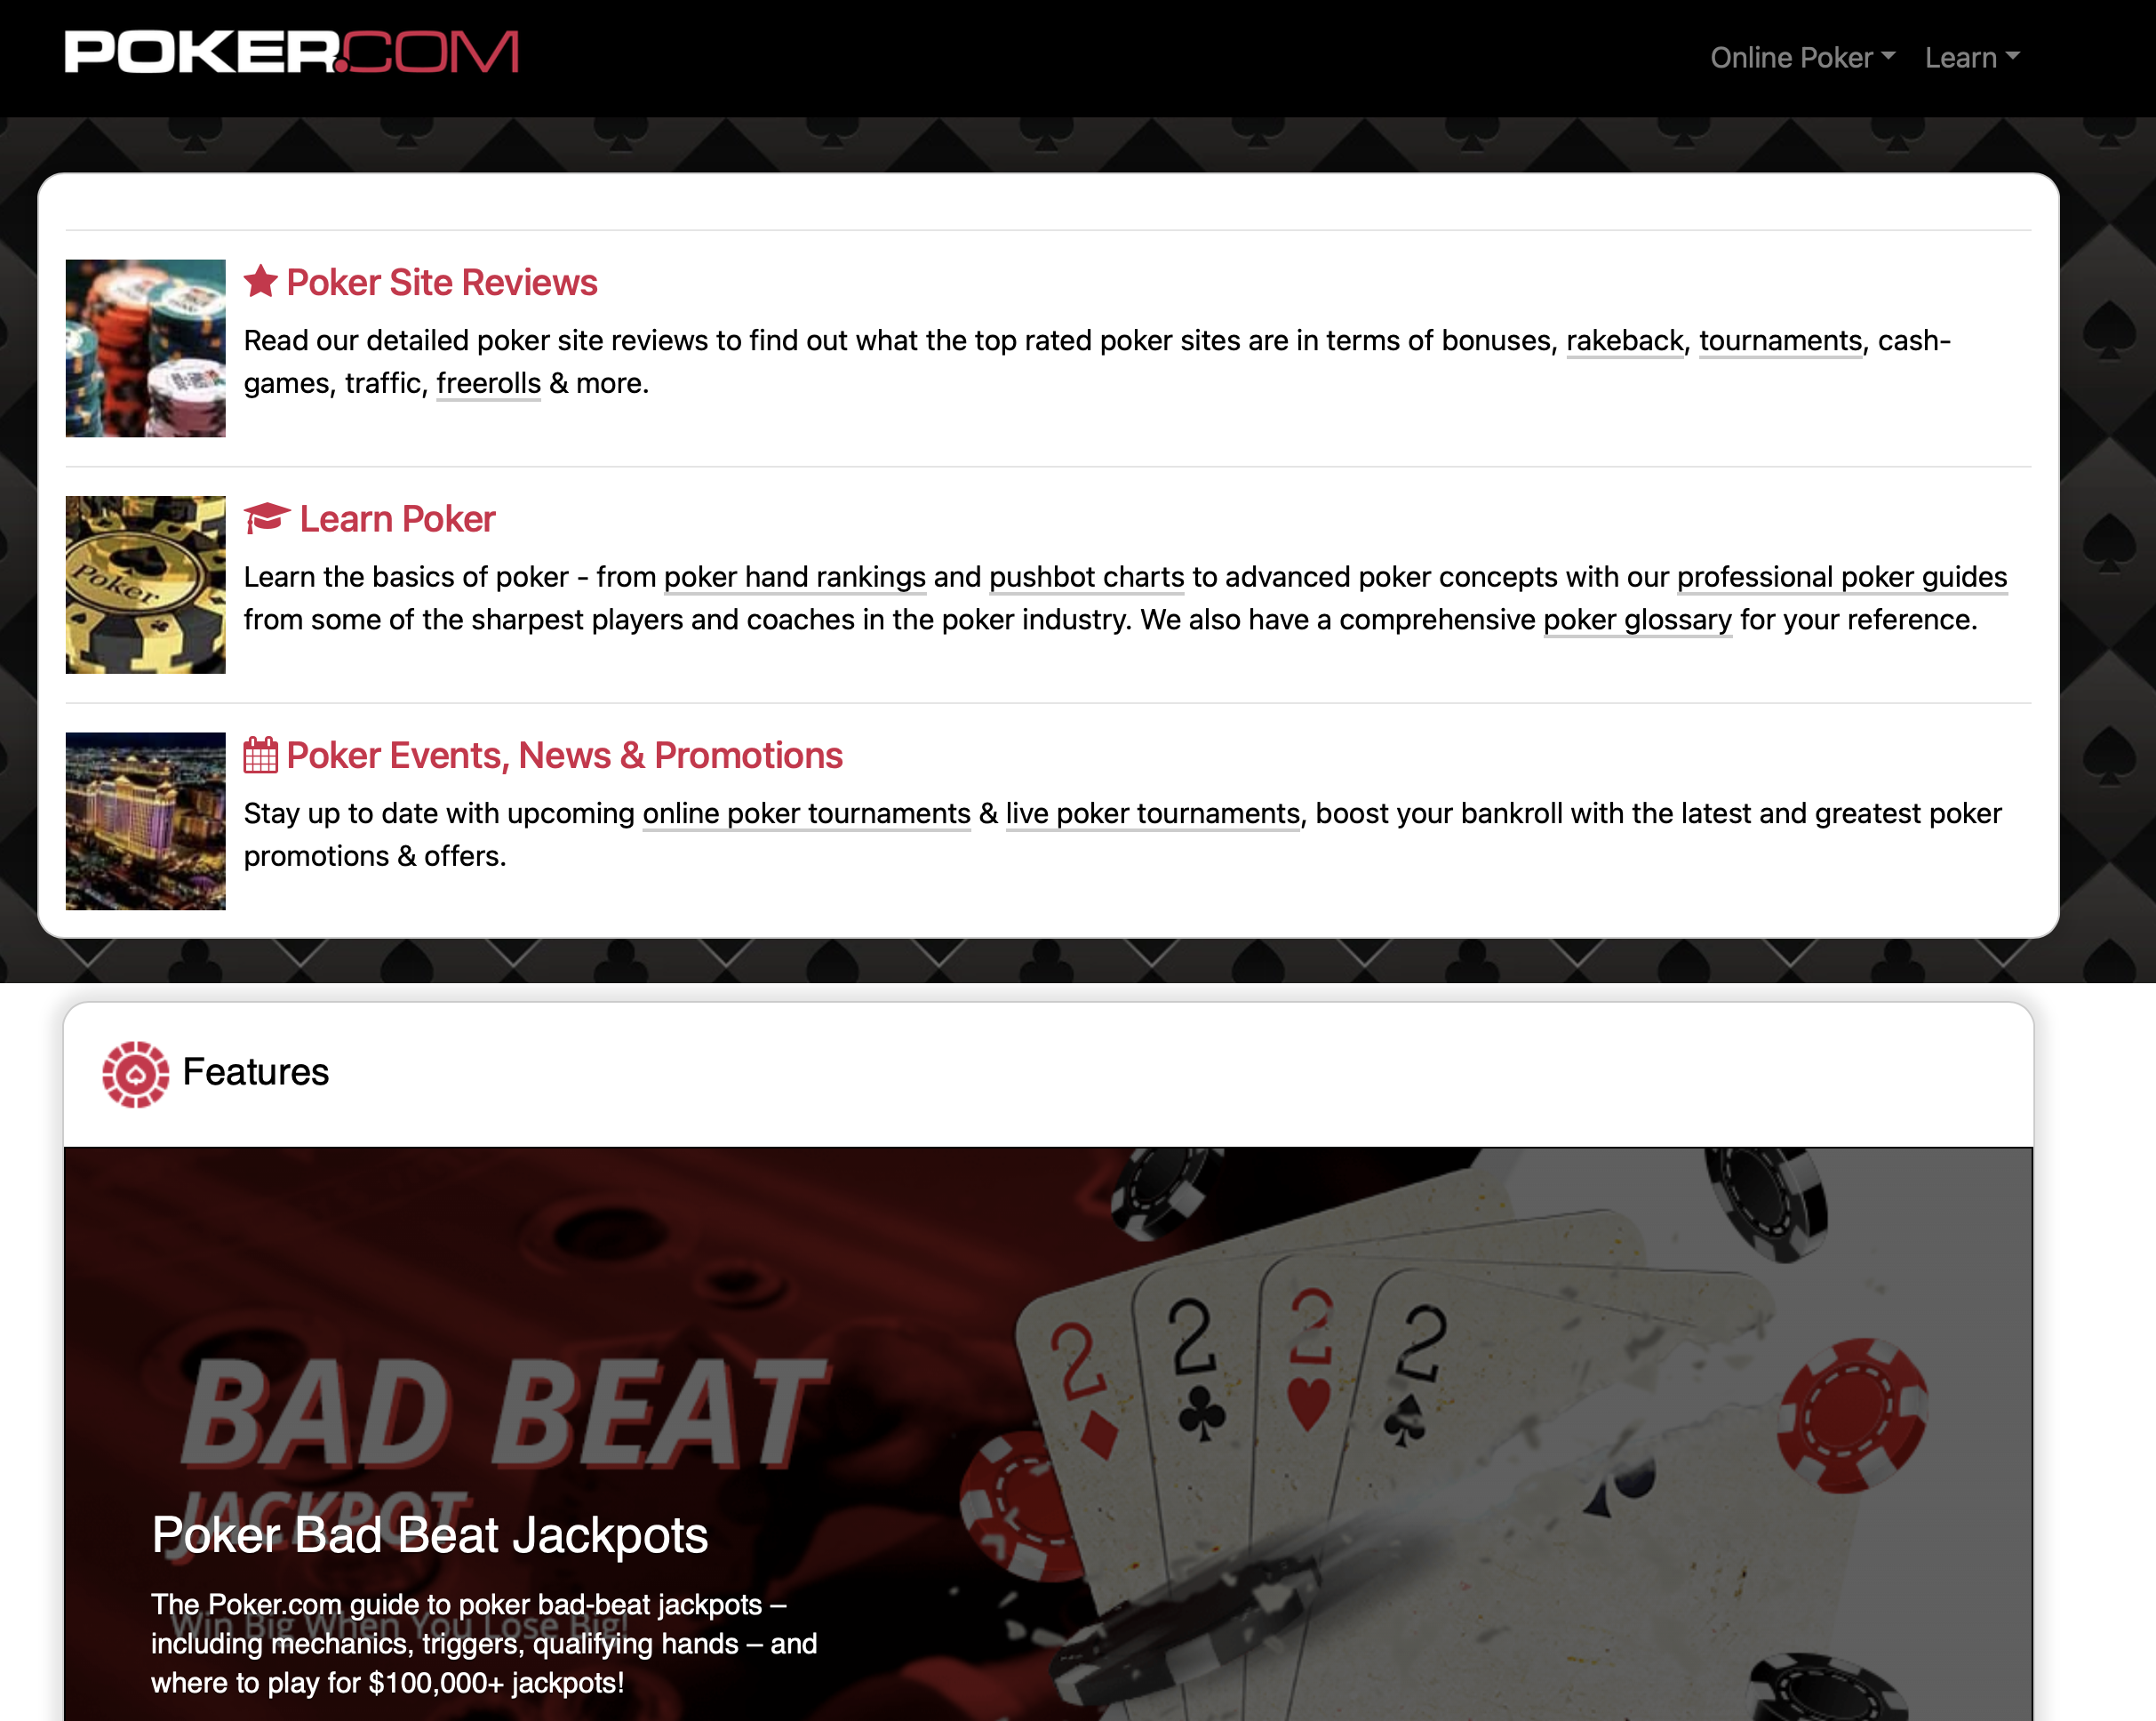 POKER.COM
Online Poker Learn
Poker Site Reviews
Read our detailed poker site reviews to find out what the top rated poker sites are in terms of bonuses, rakeback, tournaments, cash-
games, traffic, freerolls & more.
Poker
Learn Poker
Learn the basics of poker - from poker hand rankings and pushbot charts to advanced poker concepts with our professional poker guides
from some of the sharpest players and coaches in the poker industry. We also have a comprehensive poker glossary for your reference.
Poker Events, News & Promotions
Stay up to date with upcoming online poker tournaments & live poker tournaments, boost your bankroll with the latest and greatest poker
promotions & offers.
Features
2 2 2 2
BAD BEAT
JACKPOT
Poker Bad Beat Jackpots
The Poker.com guide to poker bad-beat jackpots –
Win Big When You Lose Big!
including mechanics, triggers, qualifying hands – and
where to play for $100,000+ jackpots!